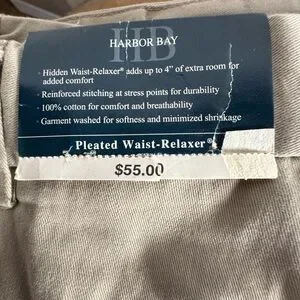 HB
HARBOR BAY
· Hidden Waist-Relaxer® adds up to 4" of extra room for
added comfort
· Reinforced stitching at stress points for durability
· 100% cotton for comfort and breathability
· Garment washed for softness and minimized shrinkage
Pleated Waist-Relaxer®
$55.00